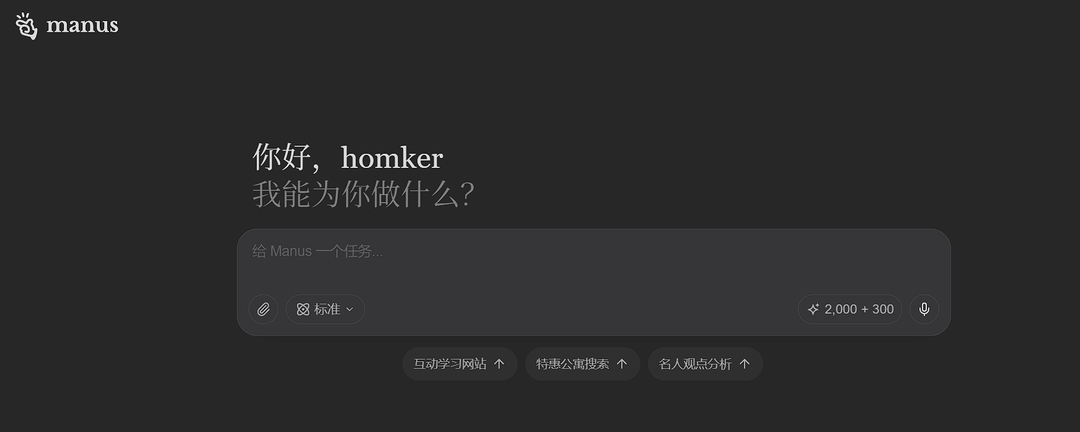 manus
你好，homker
我能为你做什么？
给 Manus 一个任务...
标准
2,000 + 300
互动学习网站
特惠公寓搜索
名人观点分析